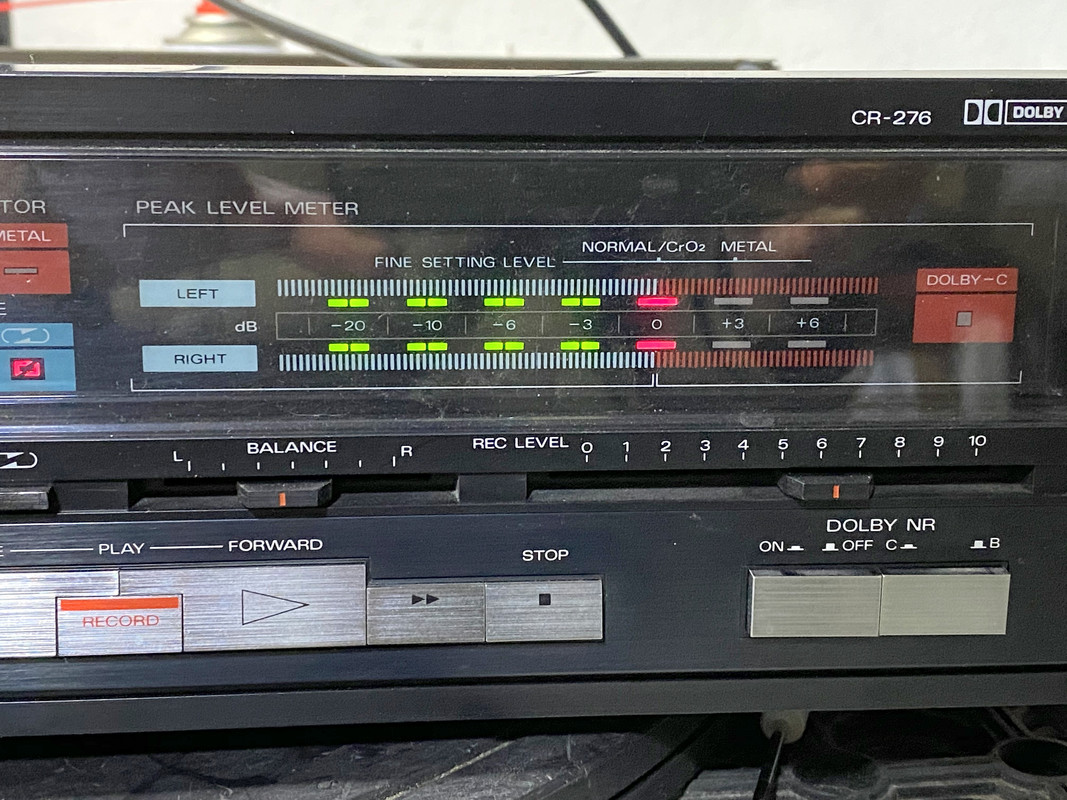 CR-276 DOLBY
TOR
METAL
PEAK LEVEL METER
NORMAL/CrO₂ METAL
FINE SETTING LEVEL
LEFT
DOLBY-C
dB -20 -10 -6 -3 0 +3 +6
RIGHT
L BALANCE R
REC LEVEL 0 1 2 3 4 5 6 7 8 9 10
PLAY FORWARD
STOP
DOLBY NR
ON OFF C B
RECORD